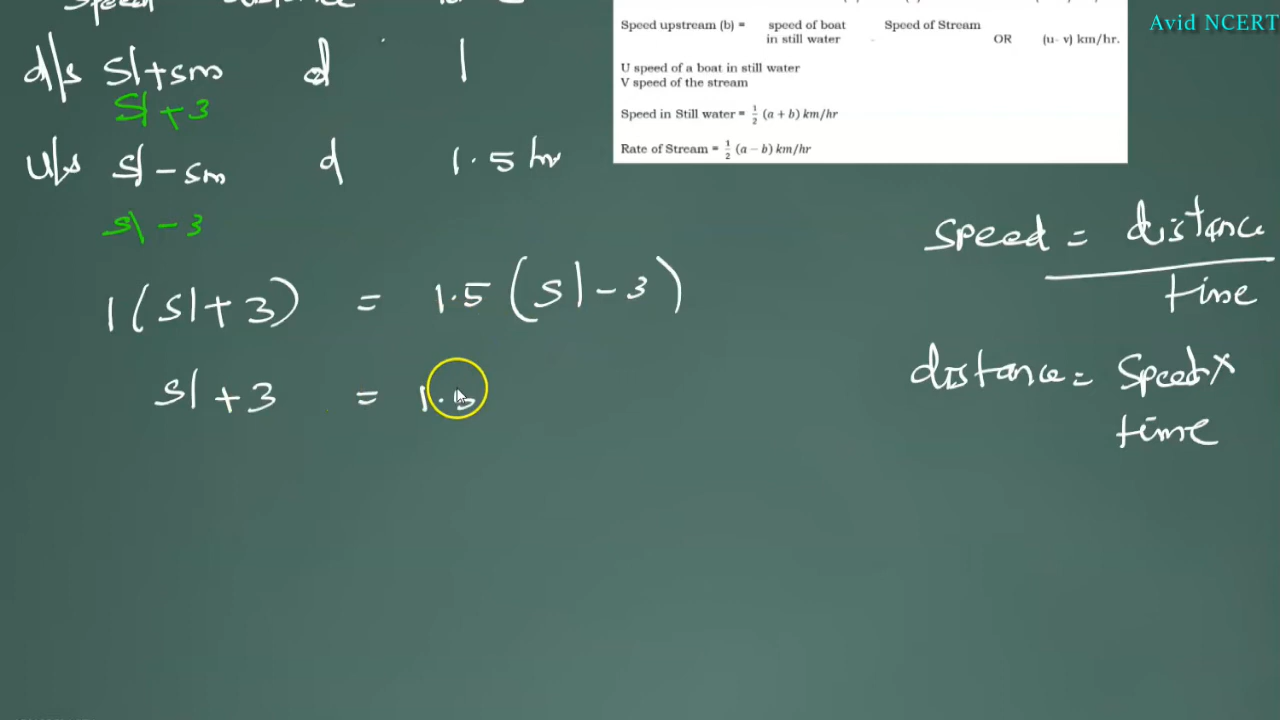 Speed distance
d/s Sl+sm d 1
Sl+3
u/s Sl-sm d 1.5 hr
Sl-3
1(Sl+3) = 1.5(Sl-3)
Sl+3 = 1.5
Speed upstream (b) = speed of boat in still water - Speed of Stream OR (u- v) km/hr.
U speed of a boat in still water
V speed of the stream
Speed in Still water = 1/2 (a + b) km/hr
Rate of Stream = 1/2 (a − b) km/hr
Avid NCERT
Speed = distance
time
distance = Speed x
time